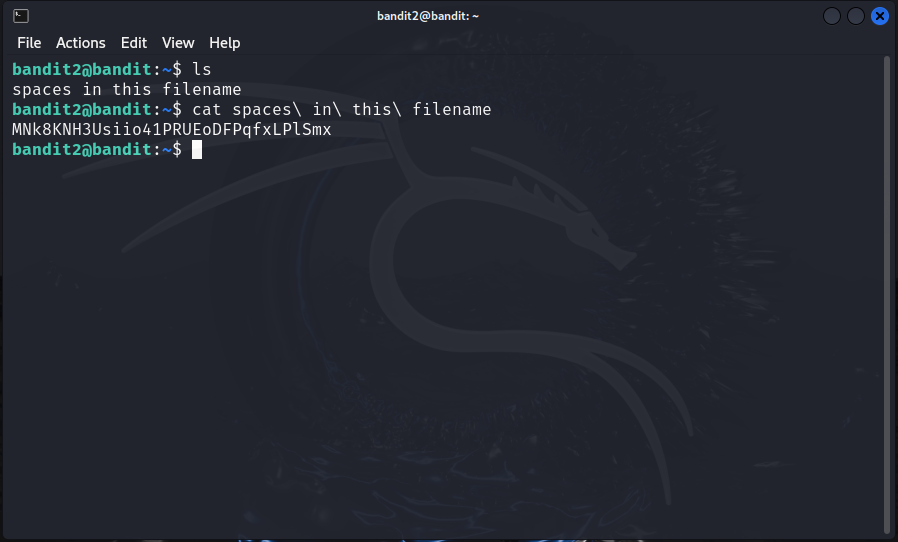 bandit2@bandit: ~
File Actions Edit View Help
bandit2@bandit:~$ ls
spaces in this filename
bandit2@bandit:~$ cat spaces\ in\ this\ filename
MNk8KNH3Usiio41PRUEoDFPqfxLPlSmx
bandit2@bandit:~$